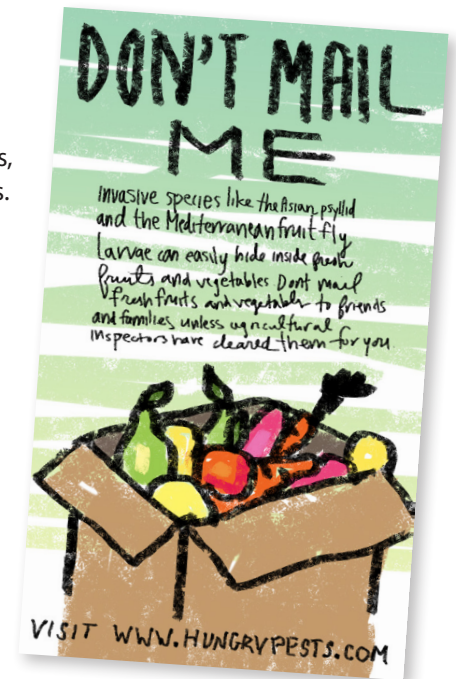 s,
s.
DON'T MAIL
ME
Invasive species like the Asian psyllid
and the Mediterranean fruit fly
Larvae can easily hide inside fresh
fruits and vegetables Dont mail
fresh fruits and vegetables to friends
and families unless agricultural
inspectors have cleared them for you.
VISIT WWW.HUNGRYPESTS.COM